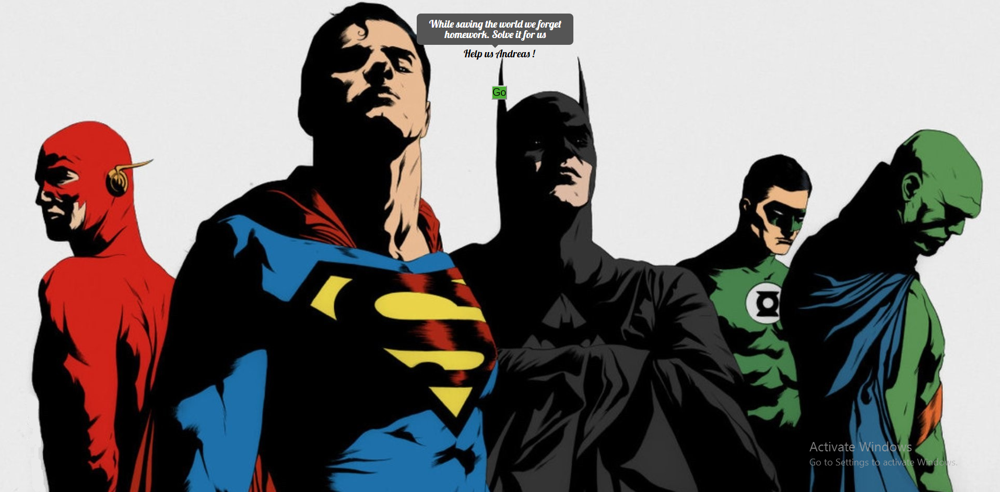 While saving the world we forget
homework. Solve it for us
Help us Andreas !
Go
Activate Windows
Go to Settings to activate Windows.